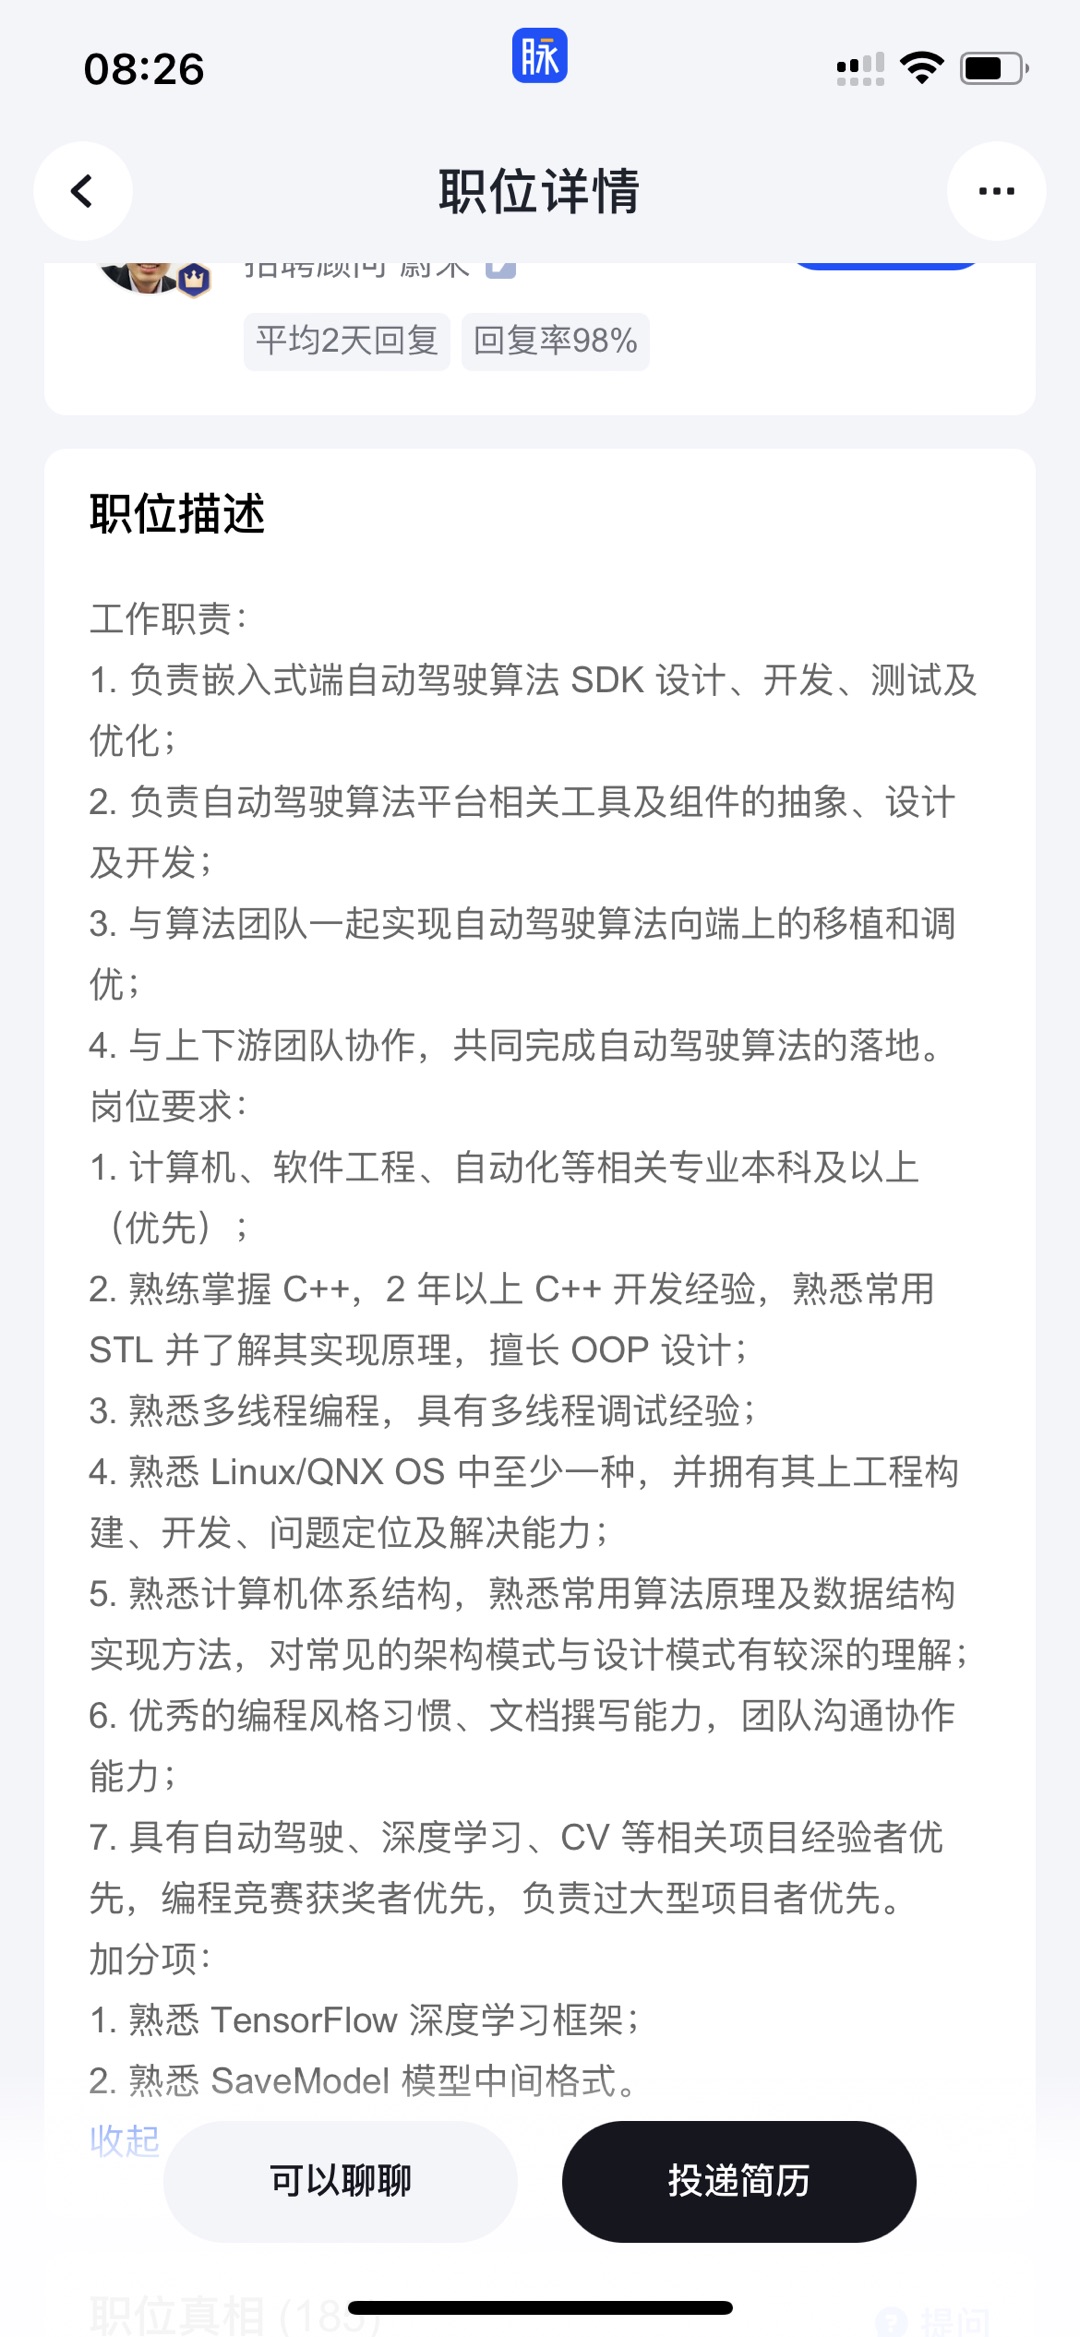 08:26
脉
职位详情
招聘顾问 蔚来
平均2天回复 回复率98%
职位描述
工作职责：
1. 负责嵌入式端自动驾驶算法 SDK 设计、开发、测试及
优化；
2. 负责自动驾驶算法平台相关工具及组件的抽象、设计
及开发；
3. 与算法团队一起实现自动驾驶算法向端上的移植和调
优；
4. 与上下游团队协作，共同完成自动驾驶算法的落地。
岗位要求：
1. 计算机、软件工程、自动化等相关专业本科及以上
（优先）；
2. 熟练掌握 C++，2 年以上 C++ 开发经验，熟悉常用
STL 并了解其实现原理，擅长 OOP 设计；
3. 熟悉多线程编程，具有多线程调试经验；
4. 熟悉 Linux/QNX OS 中至少一种，并拥有其上工程构
建、开发、问题定位及解决能力；
5. 熟悉计算机体系结构，熟悉常用算法原理及数据结构
实现方法，对常见的架构模式与设计模式有较深的理解；
6. 优秀的编程风格习惯、文档撰写能力，团队沟通协作
能力；
7. 具有自动驾驶、深度学习、CV 等相关项目经验者优
先，编程竞赛获奖者优先，负责过大型项目者优先。
加分项：
1. 熟悉 TensorFlow 深度学习框架；
2. 熟悉 SaveModel 模型中间格式。
收起
可以聊聊 投递简历
职位真相 提问